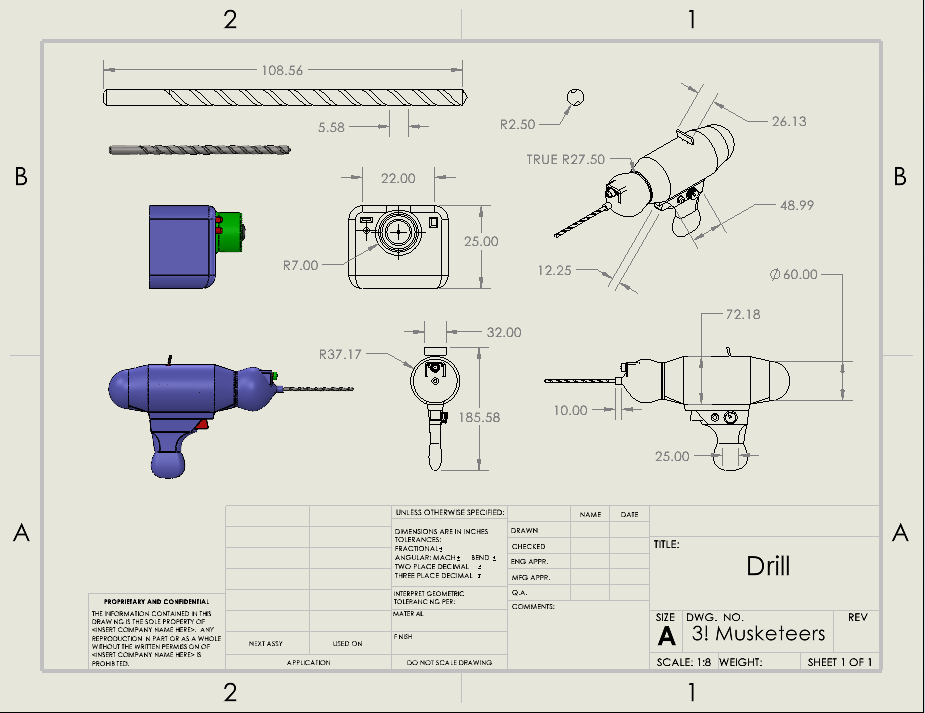 2 1
108.56
5.58
R2.50
26.13
TRUE R27.50
B B
22.00
48.99
25.00
R7.00
12.25
Ø60.00
72.18
32.00
R37.17
185.58
10.00
25.00
A A
UNLESS OTHERWISE SPECIFIED:
DIMENSIONS ARE IN INCHES
TOLERANCES:
FRACTIONAL±
ANGULAR: MACH± BEND ±
TWO PLACE DECIMAL ±
THREE PLACE DECIMAL ±
INTERPRET GEOMETRIC
TOLERANCING PER:
MATERIAL
FINISH
DO NOT SCALE DRAWING
NAME DATE
DRAWN
CHECKED
ENG APPR.
MFG APPR.
Q.A.
COMMENTS:
TITLE:
Drill
SIZE DWG. NO. REV
A 3! Musketeers
SCALE: 1:8 WEIGHT: SHEET 1 OF 1
PROPRIETARY AND CONFIDENTIAL
THE INFORMATION CONTAINED IN THIS
DRAWING IS THE SOLE PROPERTY OF
<INSERT COMPANY NAME HERE>. ANY
REPRODUCTION IN PART OR AS A WHOLE
WITHOUT THE WRITTEN PERMISSION OF
<INSERT COMPANY NAME HERE> IS
PROHIBITED.
NEXT ASSY USED ON
APPLICATION
2 1